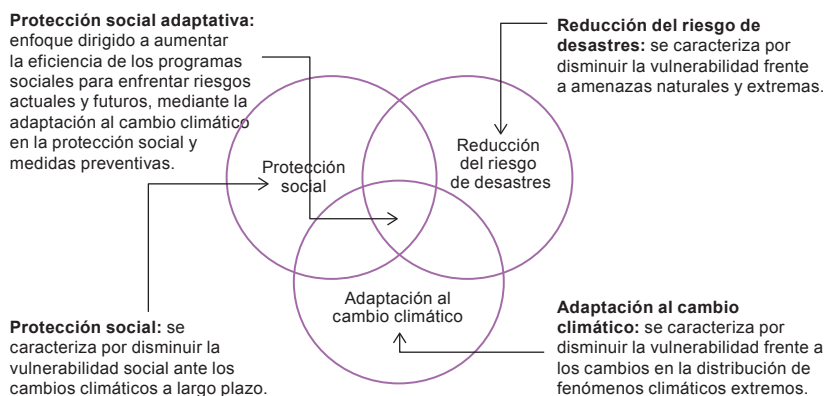 Protección social adaptativa:
enfoque dirigido a aumentar
la eficiencia de los programas
sociales para enfrentar riesgos
actuales y futuros, mediante la
adaptación al cambio climático
en la protección social y
medidas preventivas.
Reducción del riesgo de
desastres: se caracteriza por
disminuir la vulnerabilidad frente
a amenazas naturales y extremas.
Protección
social
Reducción
del riesgo
de desastres
Adaptación al
cambio climático
Protección social: se
caracteriza por disminuir la
vulnerabilidad social ante los
cambios climáticos a largo plazo.
Adaptación al cambio
climático: se caracteriza por
disminuir la vulnerabilidad frente a
los cambios en la distribución de
fenómenos climáticos extremos.